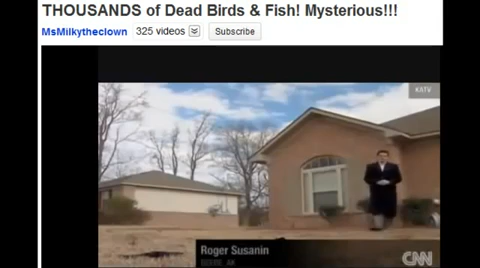 THOUSANDS of Dead Birds & Fish! Mysterious!!!
MsMilkytheclown 325 videos Subscribe
KATV
Roger Susanin
CNN